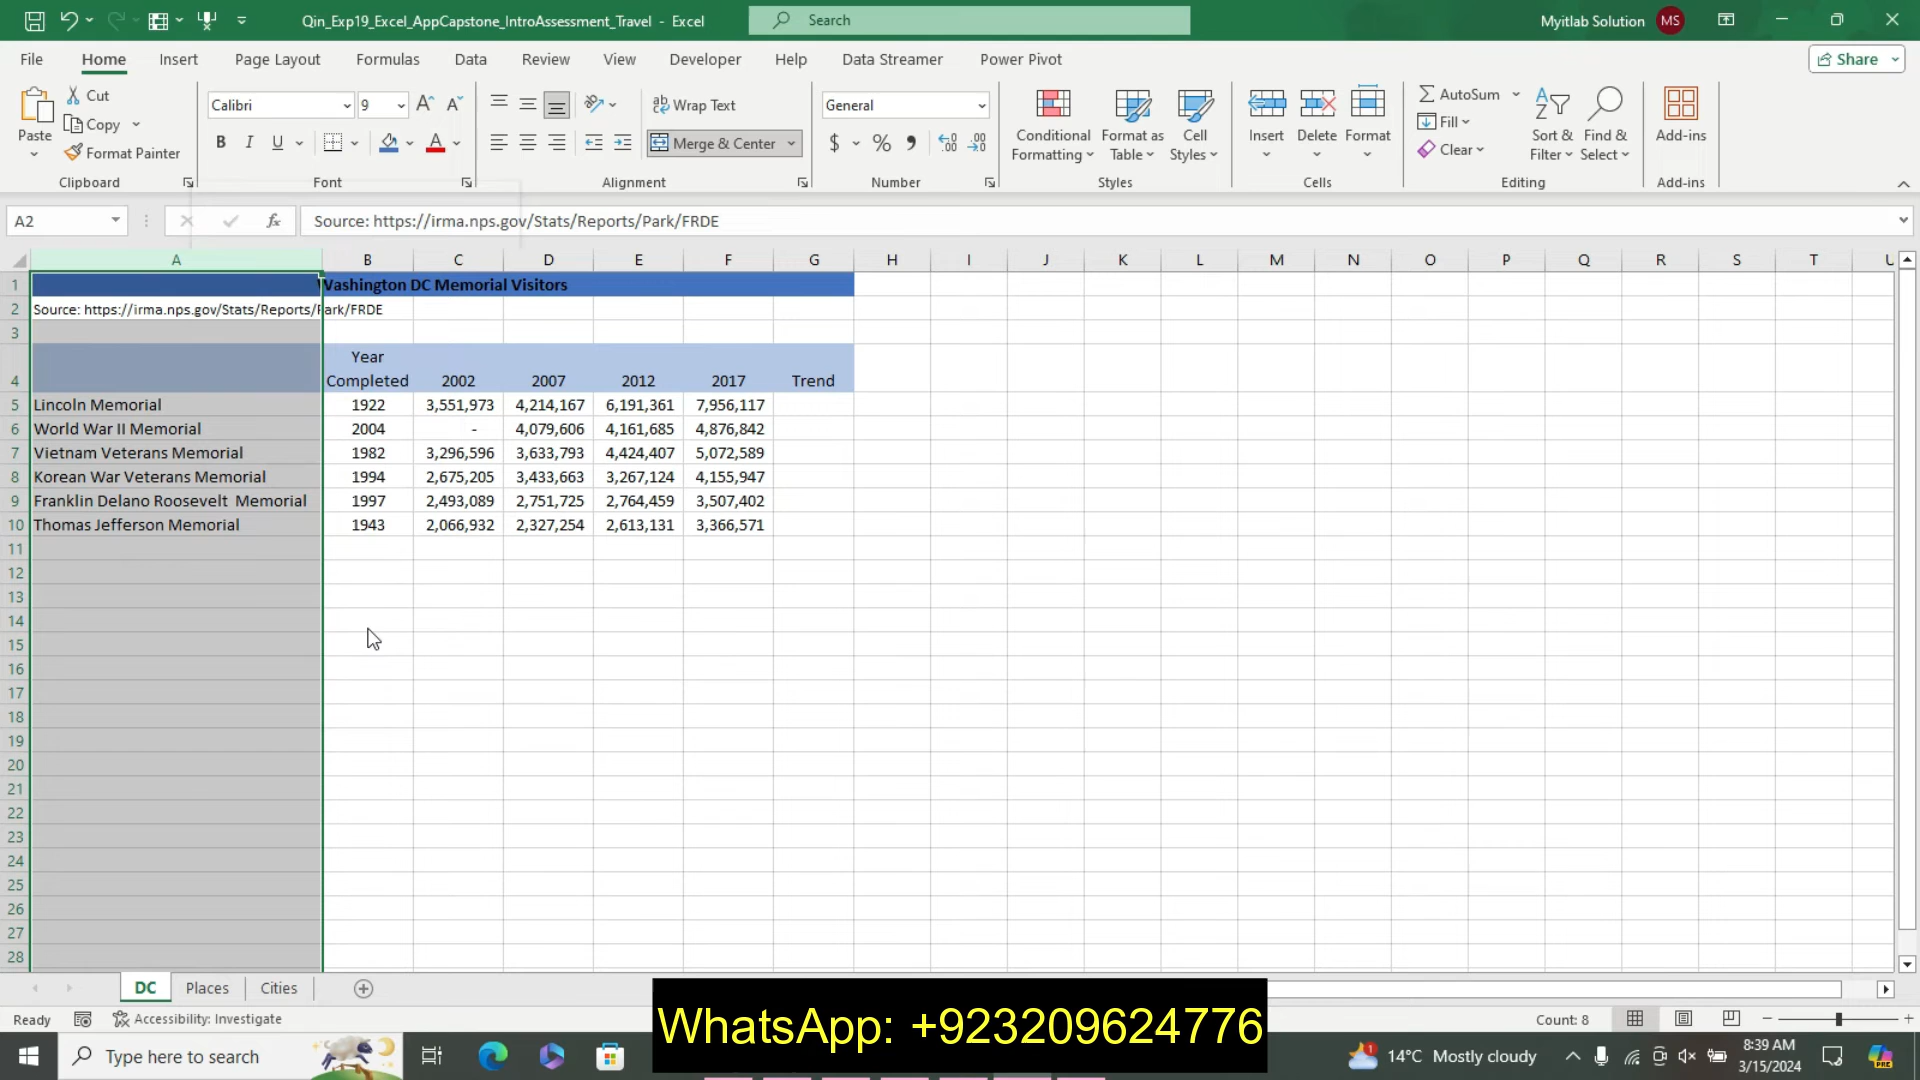 Qin_Exp19_Excel_AppCapstone_IntroAssessment_Travel - Excel
Search
Myitlab Solution MS
File Home Insert Page Layout Formulas Data Review View Developer Help Data Streamer Power Pivot Share
Paste
Cut
Copy
Format Painter
Clipboard
Calibri 9
B I U
Font
Wrap Text
Merge & Center
Alignment
General
$ % ,
Number
Conditional Formatting
Format as Table
Cell Styles
Styles
Insert
Delete
Format
Cells
AutoSum
Fill
Clear
Sort & Filter
Find & Select
Editing
Add-ins
Add-ins
A2 fx Source: https://irma.nps.gov/Stats/Reports/Park/FRDE
A B C D E F G H I J K L M N O P Q R S T U
1 Washington DC Memorial Visitors
2 Source: https://irma.nps.gov/Stats/Reports/Park/FRDE
3
Year
4 Completed 2002 2007 2012 2017 Trend
5 Lincoln Memorial 1922 3,551,973 4,214,167 6,191,361 7,956,117
6 World War II Memorial 2004 - 4,079,606 4,161,685 4,876,842
7 Vietnam Veterans Memorial 1982 3,296,596 3,633,793 4,424,407 5,072,589
8 Korean War Veterans Memorial 1994 2,675,205 3,433,663 3,267,124 4,155,947
9 Franklin Delano Roosevelt Memorial 1997 2,493,089 2,751,725 2,764,459 3,507,402
10 Thomas Jefferson Memorial 1943 2,066,932 2,327,254 2,613,131 3,366,571
11
12
13
14
15
16
17
18
19
20
21
22
23
24
25
26
27
28
DC Places Cities
Ready Accessibility: Investigate Count: 8
WhatsApp: +923209624776
Type here to search
14°C Mostly cloudy
8:39 AM
3/15/2024